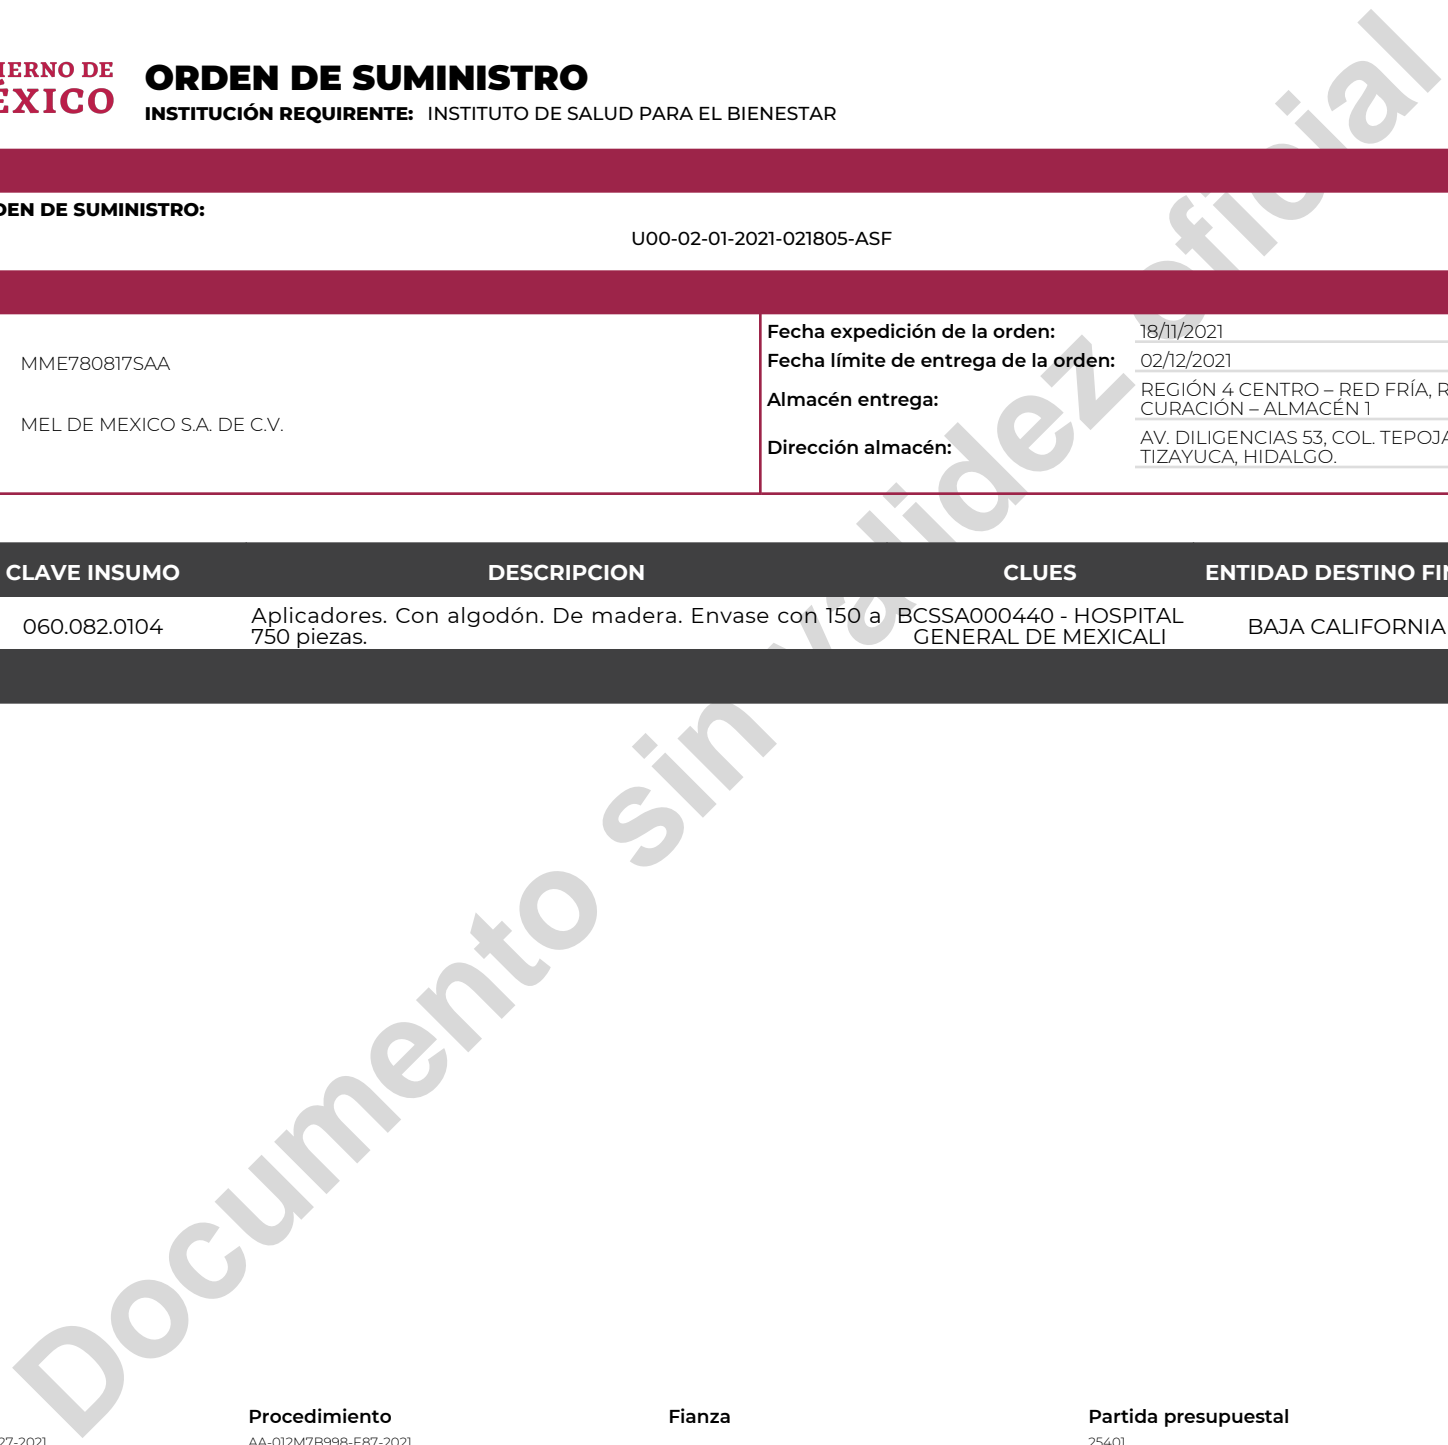 IERNO DE
ÉXICO
ORDEN DE SUMINISTRO
INSTITUCIÓN REQUIRENTE: INSTITUTO DE SALUD PARA EL BIENESTAR
DEN DE SUMINISTRO:
U00-02-01-2021-021805-ASF
MME780817SAA
MEL DE MEXICO S.A. DE C.V.
Fecha expedición de la orden: 18/11/2021
Fecha límite de entrega de la orden: 02/12/2021
Almacén entrega: REGIÓN 4 CENTRO – RED FRÍA, R
CURACIÓN – ALMACÉN 1
Dirección almacén: AV. DILIGENCIAS 53, COL. TEPOJA
TIZAYUCA, HIDALGO.
CLAVE INSUMO DESCRIPCION CLUES ENTIDAD DESTINO FIN
060.082.0104 Aplicadores. Con algodón. De madera. Envase con 150 a 750 piezas. BCSSA000440 - HOSPITAL GENERAL DE MEXICALI BAJA CALIFORNIA
Documento sin validez oficial
Procedimiento Fianza Partida presupuestal
27-2021 AA-012M7B998-E87-2021 25401